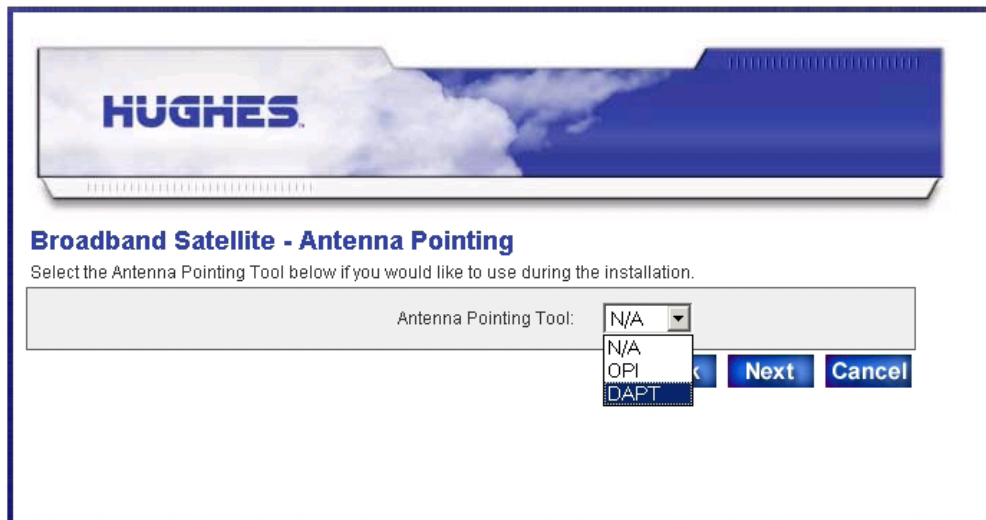 HUGHES™
Broadband Satellite - Antenna Pointing
Select the Antenna Pointing Tool below if you would like to use during the installation.
Antenna Pointing Tool: N/A
N/A
OPI
DAPT
Next
Cancel